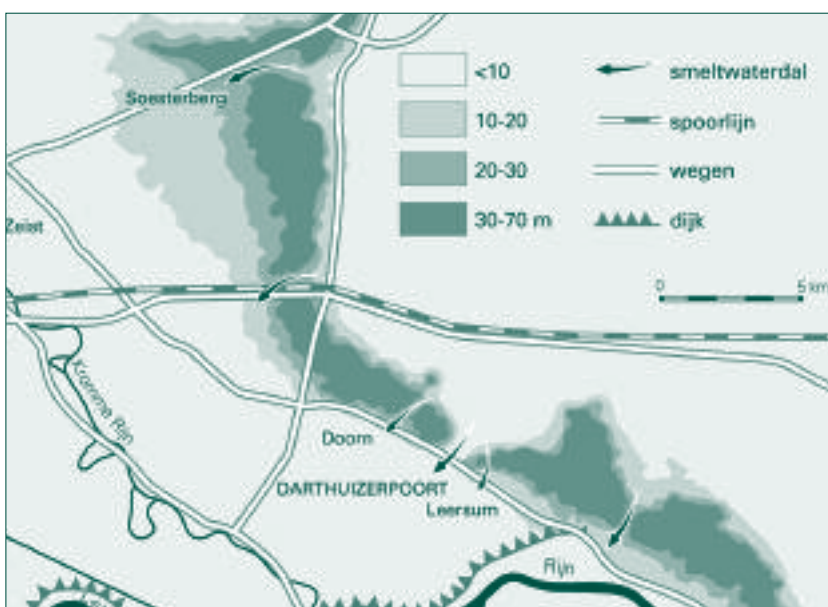 <10
smeltwaterdal
Soesterberg
10-20
spoorlijn
20-30
wegen
Zeist
30-70 m
dijk
0 5 km
Kromme Rijn
Doorn
DARTHUIZERPOORT
Leersum
Rijn